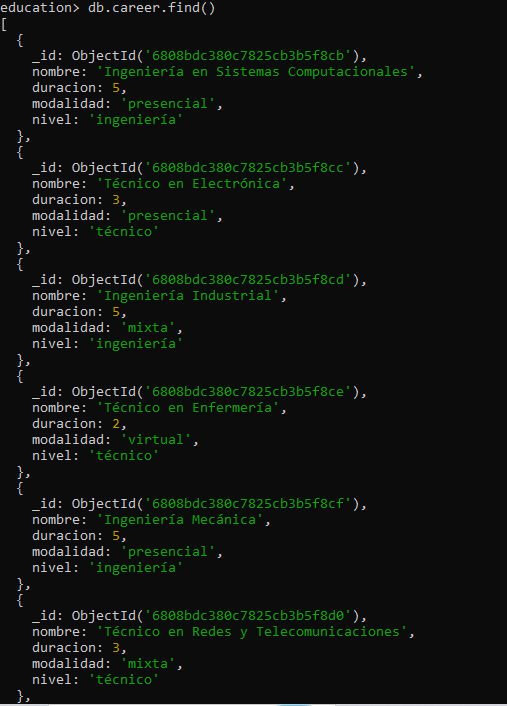 education> db.career.find()
[
  {
    _id: ObjectId('6808bdc380c7825cb3b5f8cb'),
    nombre: 'Ingeniería en Sistemas Computacionales',
    duracion: 5,
    modalidad: 'presencial',
    nivel: 'ingeniería'
  },
  {
    _id: ObjectId('6808bdc380c7825cb3b5f8cc'),
    nombre: 'Técnico en Electrónica',
    duracion: 3,
    modalidad: 'presencial',
    nivel: 'técnico'
  },
  {
    _id: ObjectId('6808bdc380c7825cb3b5f8cd'),
    nombre: 'Ingeniería Industrial',
    duracion: 5,
    modalidad: 'mixta',
    nivel: 'ingeniería'
  },
  {
    _id: ObjectId('6808bdc380c7825cb3b5f8ce'),
    nombre: 'Técnico en Enfermería',
    duracion: 2,
    modalidad: 'virtual',
    nivel: 'técnico'
  },
  {
    _id: ObjectId('6808bdc380c7825cb3b5f8cf'),
    nombre: 'Ingeniería Mecánica',
    duracion: 5,
    modalidad: 'presencial',
    nivel: 'ingeniería'
  },
  {
    _id: ObjectId('6808bdc380c7825cb3b5f8d0'),
    nombre: 'Técnico en Redes y Telecomunicaciones',
    duracion: 3,
    modalidad: 'mixta',
    nivel: 'técnico'
  },